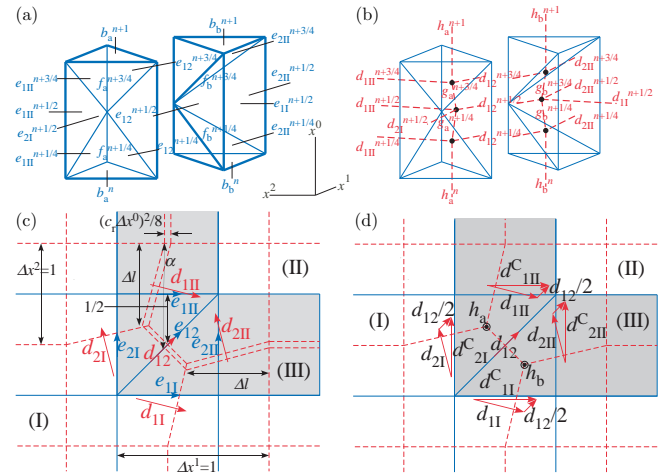 (a)
b_a^{n+1}
b_b^{n+1}
e_{2II}^{n+3/4}
e_{12}^{n+3/4}
e_{1II}^{n+3/4}
f_a^{n+3/4}
f_b^{n+3/4}
e_{2II}^{n+1/2}
e_{1II}^{n+1/2}
e_{12}^{n+1/2}
e_{1I}^{n+1/2}
e_{2I}^{n+1/2}
e_{1II}^{n+1/4}
f_a^{n+1/4}
e_{12}^{n+1/4}
f_b^{n+1/4}
e_{2II}^{n+1/4}
b_a^n
b_b^n
x^0
x^2
x^1
(b)
h_a^{n+1}
h_b^{n+1}
d_{1II}^{n+3/4}
d_{12}^{n+3/4}
d_{2II}^{n+3/4}
d_{1II}^{n+1/2}
d_{12}^{n+1/2}
d_{2II}^{n+1/2}
d_{1I}^{n+1/2}
d_{2I}^{n+1/2}
d_{1II}^{n+1/4}
d_{12}^{n+1/4}
d_{2II}^{n+1/4}
h_a^n
h_b^n
(c)
(c_rΔx^0)^2/8
Δx^2=1
Δl
α
(II)
d_{1II}
1/2
e_{1II}
e_{12}
d_{2I}
e_{2I}
d_{12}
e_{2II}
d_{2II}
(III)
e_{1I}
Δl
(I)
d_{1I}
Δx^1=1
(d)
(II)
d^C_{1II}
d_{1II}
(I)
d_{12}/2
d_{12}/2
h_a
d_{2I}
d^C_{2I}
d_{12}
d_{2II}
d^C_{2II}
(III)
h_b
d^C_{1I}
d_{1I}
d_{12}/2